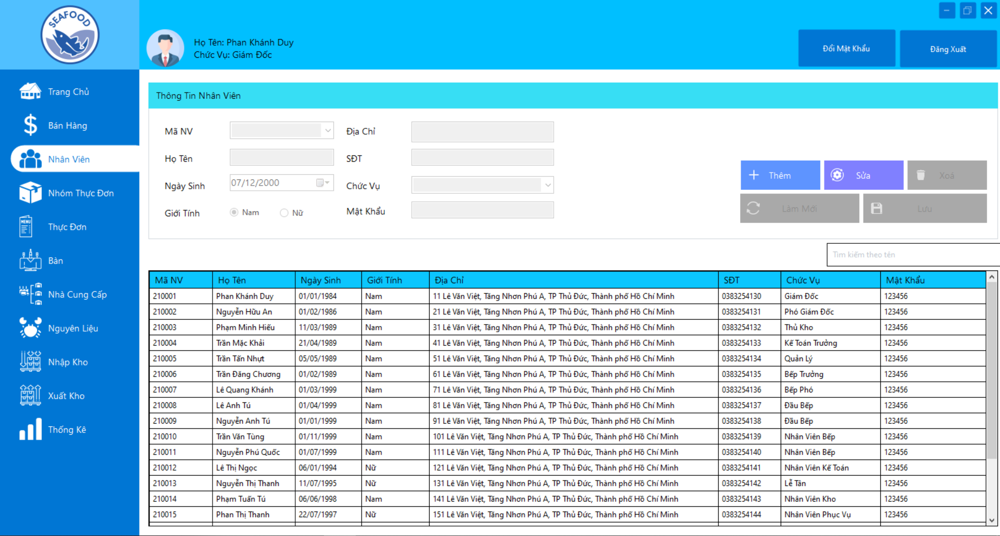 SEAFOOD
Họ Tên: Phan Khánh Duy
Chức Vụ: Giám Đốc
Đổi Mật Khẩu
Đăng Xuất
Trang Chủ
Bán Hàng
Nhân Viên
Nhóm Thực Đơn
MENU
Thực Đơn
Bàn
Nhà Cung Cấp
Nguyên Liệu
Nhập Kho
Xuất Kho
Thống Kê
Thông Tin Nhân Viên
Mã NV
Địa Chỉ
Họ Tên
SĐT
Ngày Sinh 07/12/2000
Chức Vụ
Giới Tính Nam Nữ
Mật Khẩu
Thêm Sửa Xoá
Làm Mới Lưu
Tìm kiếm theo tên
Mã NV Họ Tên Ngày Sinh Giới Tính Địa Chỉ SĐT Chức Vụ Mật Khẩu
210001 Phan Khánh Duy 01/01/1984 Nam 11 Lê Văn Việt, Tăng Nhơn Phú A, TP Thủ Đức, Thành phố Hồ Chí Minh 0383254130 Giám Đốc 123456
210002 Nguyễn Hữu An 01/02/1986 Nam 21 Lê Văn Việt, Tăng Nhơn Phú A, TP Thủ Đức, Thành phố Hồ Chí Minh 0383254131 Phó Giám Đốc 123456
210003 Phạm Minh Hiếu 11/03/1989 Nam 31 Lê Văn Việt, Tăng Nhơn Phú A, TP Thủ Đức, Thành phố Hồ Chí Minh 0383254132 Thủ Kho 123456
210004 Trần Mặc Khải 21/04/1989 Nam 41 Lê Văn Việt, Tăng Nhơn Phú A, TP Thủ Đức, Thành phố Hồ Chí Minh 0383254133 Kế Toán Trưởng 123456
210005 Trần Tấn Nhựt 05/05/1989 Nam 51 Lê Văn Việt, Tăng Nhơn Phú A, TP Thủ Đức, Thành phố Hồ Chí Minh 0383254134 Quản Lý 123456
210006 Trần Đăng Chương 01/02/1989 Nam 61 Lê Văn Việt, Tăng Nhơn Phú A, TP Thủ Đức, Thành phố Hồ Chí Minh 0383254135 Bếp Trưởng 123456
210007 Lê Quang Khánh 01/03/1999 Nam 71 Lê Văn Việt, Tăng Nhơn Phú A, TP Thủ Đức, Thành phố Hồ Chí Minh 0383254136 Bếp Phó 123456
210008 Lê Anh Tú 01/04/1999 Nam 81 Lê Văn Việt, Tăng Nhơn Phú A, TP Thủ Đức, Thành phố Hồ Chí Minh 0383254137 Đầu Bếp 123456
210009 Nguyễn Anh Tú 01/01/1999 Nam 91 Lê Văn Việt, Tăng Nhơn Phú A, TP Thủ Đức, Thành phố Hồ Chí Minh 0383254138 Đầu Bếp 123456
210010 Trần Văn Tùng 01/11/1999 Nam 101 Lê Văn Việt, Tăng Nhơn Phú A, TP Thủ Đức, Thành phố Hồ Chí Minh 0383254139 Nhân Viên Bếp 123456
210011 Nguyễn Phú Quốc 01/07/1999 Nam 111 Lê Văn Việt, Tăng Nhơn Phú A, TP Thủ Đức, Thành phố Hồ Chí Minh 0383254140 Nhân Viên Bếp 123456
210012 Lê Thị Ngọc 06/01/1994 Nữ 121 Lê Văn Việt, Tăng Nhơn Phú A, TP Thủ Đức, Thành phố Hồ Chí Minh 0383254141 Nhân Viên Kế Toán 123456
210013 Nguyễn Thị Thanh 11/07/1995 Nữ 131 Lê Văn Việt, Tăng Nhơn Phú A, TP Thủ Đức, Thành phố Hồ Chí Minh 0383254142 Lễ Tân 123456
210014 Phạm Tuấn Tú 06/06/1998 Nam 141 Lê Văn Việt, Tăng Nhơn Phú A, TP Thủ Đức, Thành phố Hồ Chí Minh 0383254143 Nhân Viên Kho 123456
210015 Phan Thị Thanh 22/07/1997 Nữ 151 Lê Văn Việt, Tăng Nhơn Phú A, TP Thủ Đức, Thành phố Hồ Chí Minh 0383254144 Nhân Viên Phục Vụ 123456